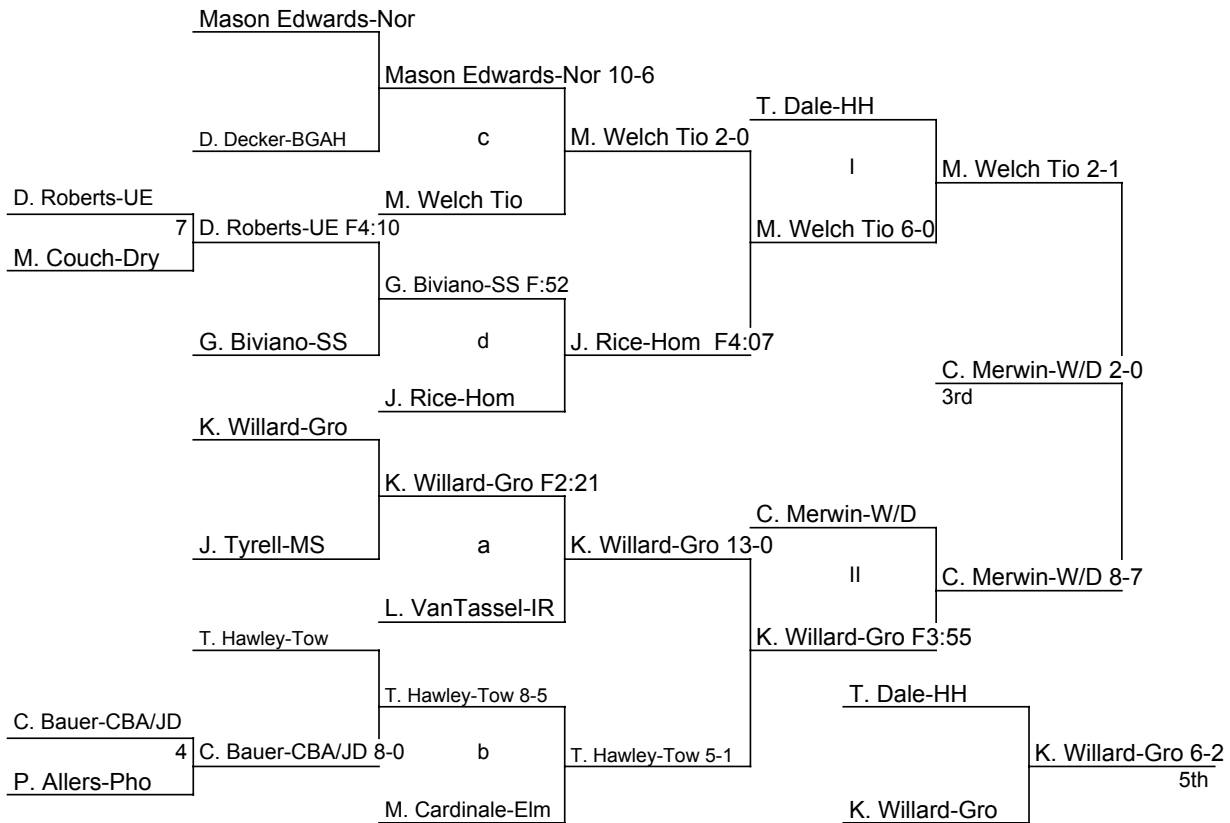 Mason Edwards-Nor
Mason Edwards-Nor 10-6
T. Dale-HH
D. Decker-BGAH
c
M. Welch Tio 2-0
I
M. Welch Tio 2-1
D. Roberts-UE
M. Welch Tio
7
D. Roberts-UE F4:10
M. Welch Tio 6-0
M. Couch-Dry
G. Biviano-SS F:52
G. Biviano-SS
d
J. Rice-Hom F4:07
C. Merwin-W/D 2-0
3rd
J. Rice-Hom
K. Willard-Gro
K. Willard-Gro F2:21
C. Merwin-W/D
J. Tyrell-MS
a
K. Willard-Gro 13-0
II
C. Merwin-W/D 8-7
L. VanTassel-IR
T. Hawley-Tow
K. Willard-Gro F3:55
T. Hawley-Tow 8-5
T. Dale-HH
C. Bauer-CBA/JD
4
C. Bauer-CBA/JD 8-0
b
T. Hawley-Tow 5-1
K. Willard-Gro 6-2
5th
P. Allers-Pho
M. Cardinale-Elm
K. Willard-Gro